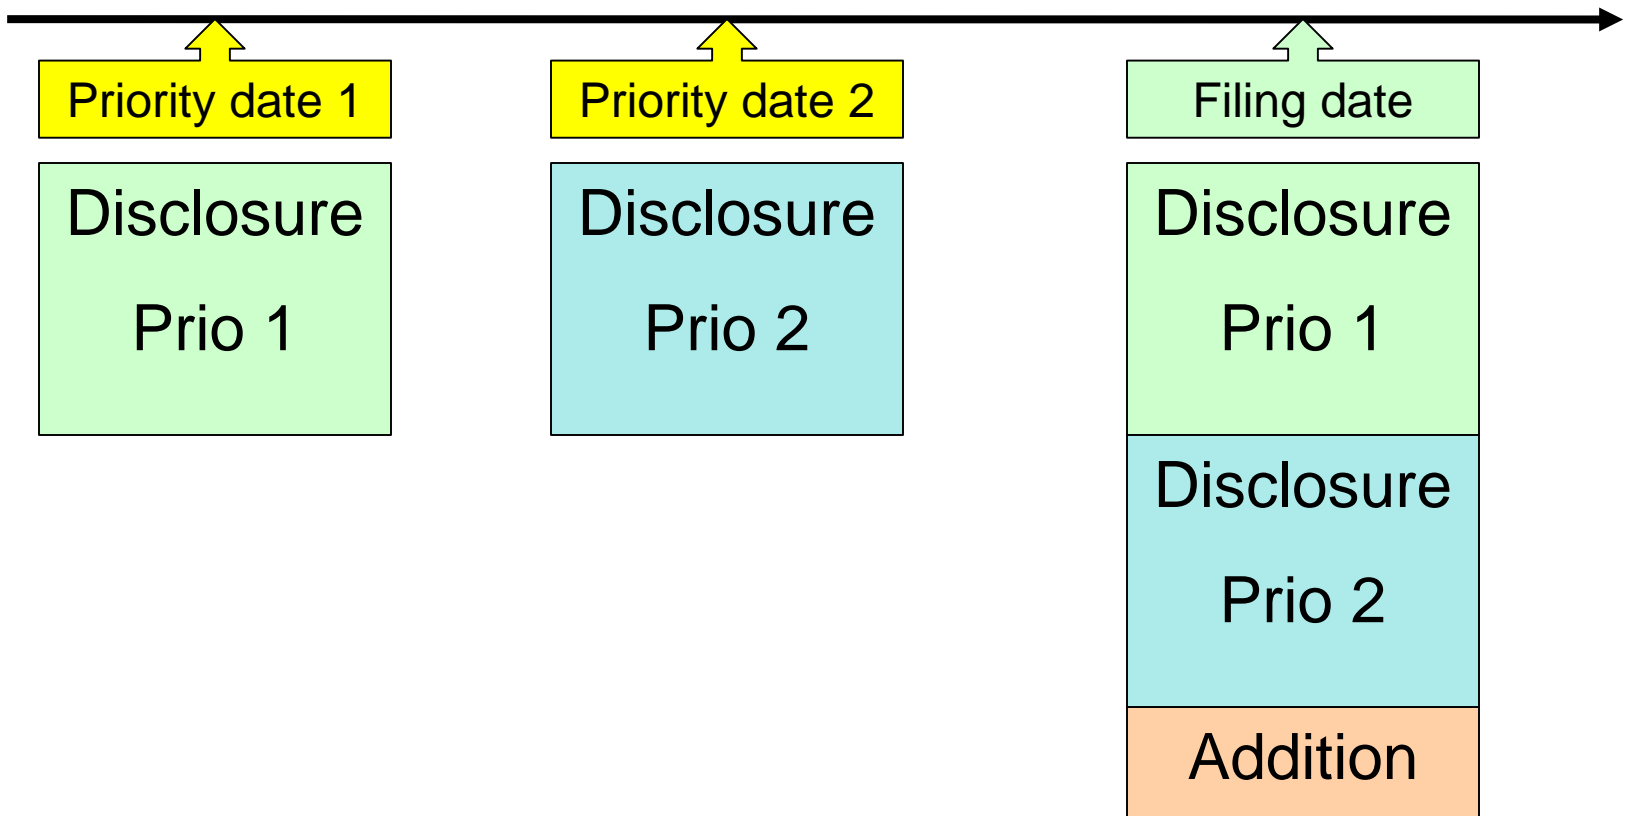 Priority date 1
Priority date 2
Filing date
Disclosure
Prio 1
Disclosure
Prio 2
Disclosure
Prio 1
Disclosure
Prio 2
Addition